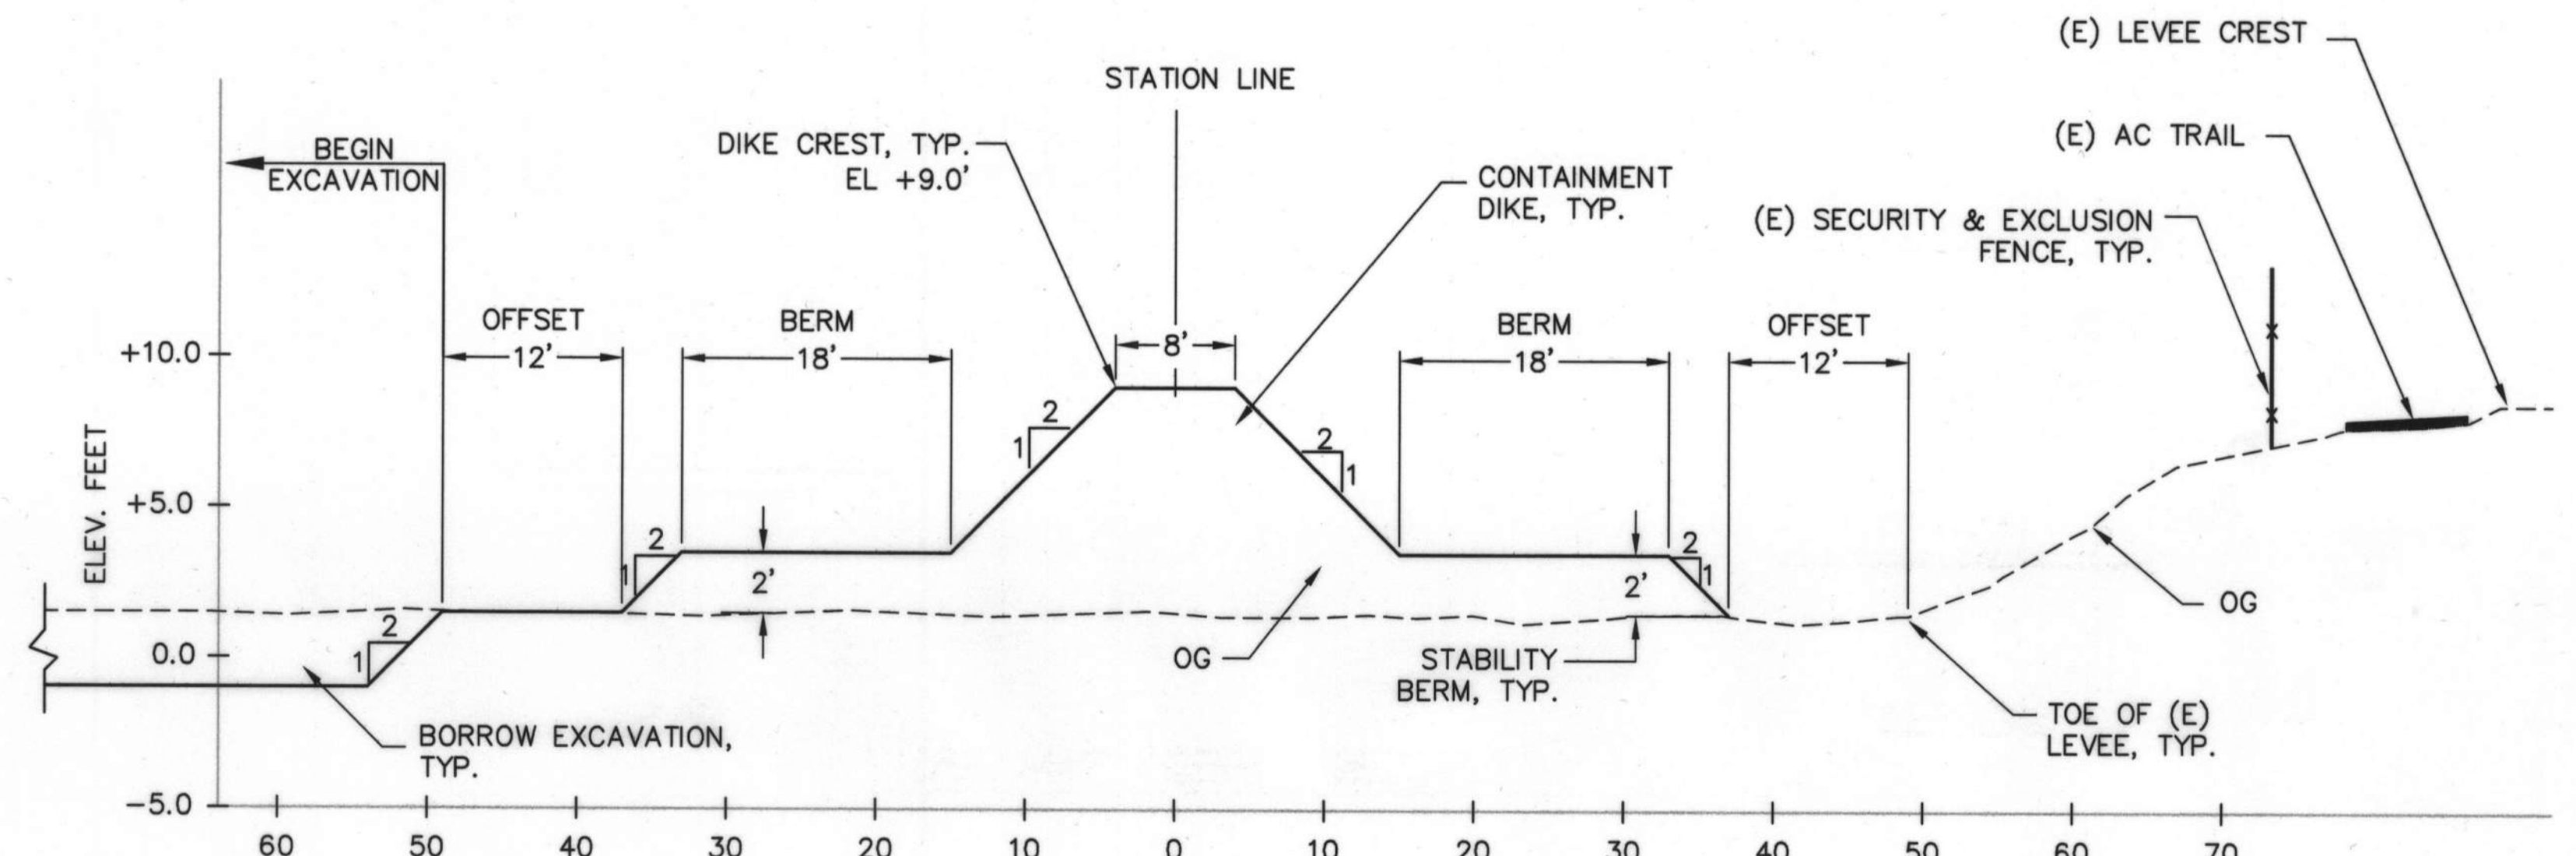 (E) LEVEE CREST
STATION LINE
(E) AC TRAIL
BEGIN
EXCAVATION
DIKE CREST, TYP.
EL +9.0'
CONTAINMENT
DIKE, TYP.
(E) SECURITY & EXCLUSION
FENCE, TYP.
OFFSET
12'
BERM
18'
8'
BERM
18'
OFFSET
12'
+10.0
+5.0
0.0
-5.0
ELEV. FEET
2
1
2
1
2
1
2'
2
1
2'
2
1
OG
OG
STABILITY
BERM, TYP.
BORROW EXCAVATION,
TYP.
TOE OF (E)
LEVEE, TYP.
60 50 40 30 20 10 0 10 20 30 40 50 60 70